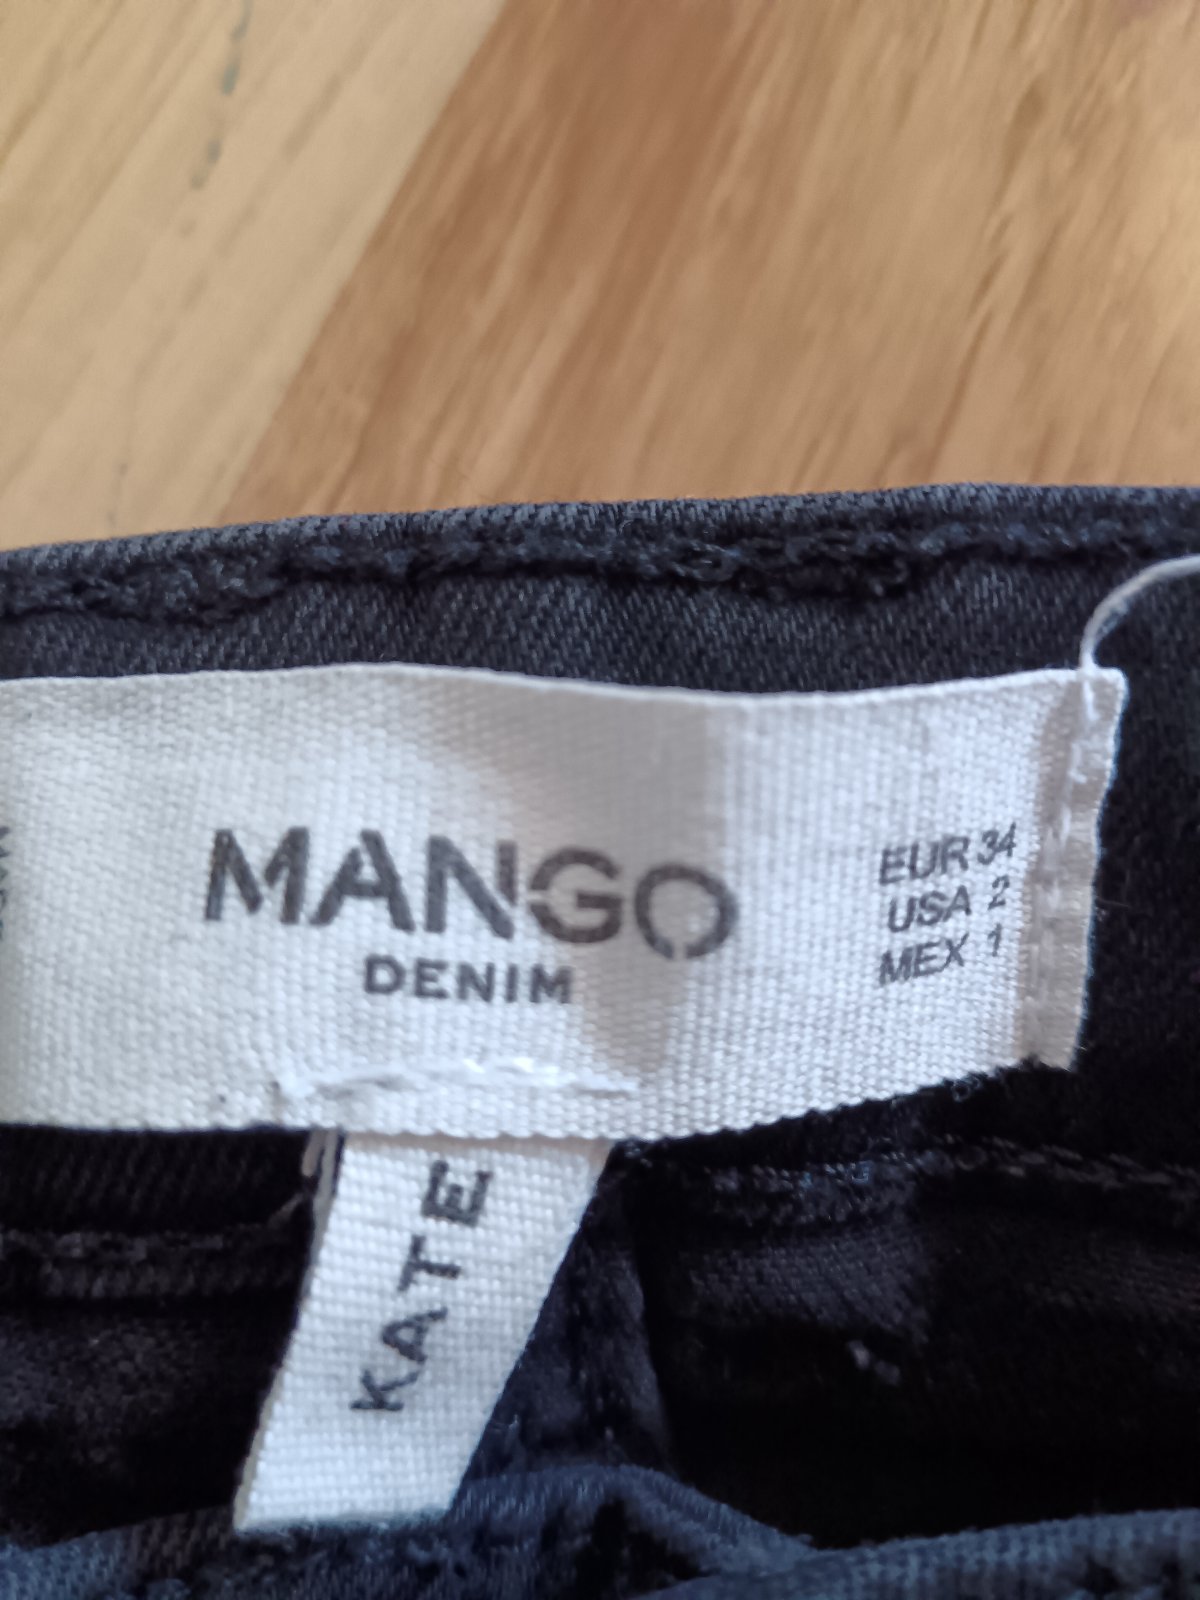 MANGO
DENIM
EUR 34
USA 2
MEX 1
KATE